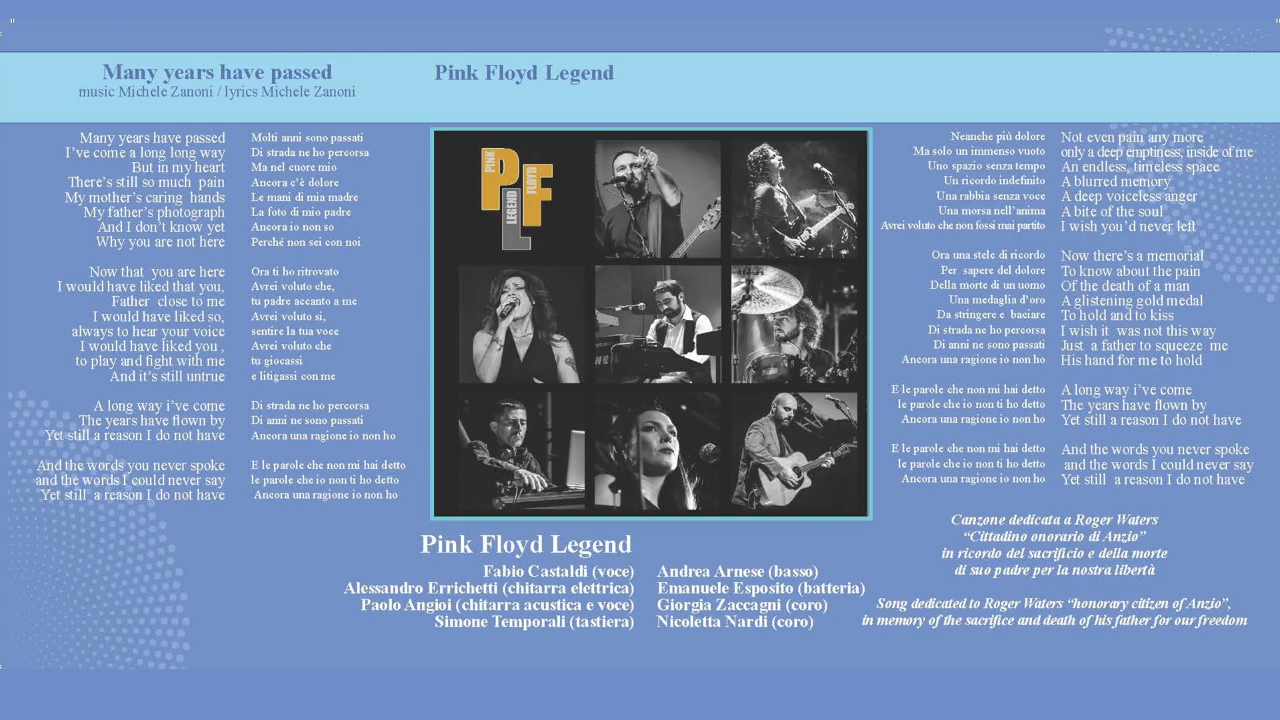 Many years have passed
music Michele Zanoni / lyrics Michele Zanoni
Many years have passed
I've come a long long way
But in my heart
There's still so much pain
My mother's caring hands
My father's photograph
And I don't know yet
Why you are not here
Now that you are here
I would have liked that you,
Father close to me
I would have liked so,
always to hear your voice
I would have liked you ,
to play and fight with me
And it's still untrue
A long way i've come
The years have flown by
Yet still a reason I do not have
And the words you never spoke
and the words I could never say
Yet still a reason I do not have
Molti anni sono passati
Di strada ne ho percorsa
Ma nel cuore mio
Ancora c'è dolore
Le mani di mia madre
La foto di mio padre
Ancora io non so
Perché non sei con noi
Ora ti ho ritrovato
Avrei voluto che,
tu padre accanto a me
Avrei voluto si,
sentire la tua voce
Avrei voluto che
tu giocassi
e litigassi con me
Di strada ne ho percorsa
Di anni ne sono passati
Ancora una ragione io non ho
E le parole che non mi hai detto
le parole che io non ti ho detto
Ancora una ragione io non ho
Pink Floyd Legend
PINK
FLOYD
LEGEND
PFL
Pink Floyd Legend
Fabio Castaldi (voce)
Alessandro Errichetti (chitarra elettrica)
Paolo Angioi (chitarra acustica e voce)
Simone Temporali (tastiera)
Andrea Arnese (basso)
Emanuele Esposito (batteria)
Giorgia Zaccagni (coro)
Nicoletta Nardi (coro)
Neanche più dolore
Ma solo un immenso vuoto
Uno spazio senza tempo
Un ricordo indefinito
Una rabbia senza voce
Una morsa nell'anima
Avrei voluto che non fossi mai partito
Ora una stele di ricordo
Per sapere del dolore
Della morte di un uomo
Una medaglia d'oro
Da stringere e baciare
Di strada ne ho percorsa
Di anni ne sono passati
Ancora una ragione io non ho
E le parole che non mi hai detto
le parole che io non ti ho detto
Ancora una ragione io non ho
E le parole che non mi hai detto
le parole che io non ti ho detto
Ancora una ragione io non ho
Not even pain any more
only a deep emptiness, inside of me
An endless, timeless space
A blurred memory
A deep voiceless anger
A bite of the soul
I wish you'd never left
Now there's a memorial
To know about the pain
Of the death of a man
A glistening gold medal
To hold and to kiss
I wish it was not this way
Just a father to squeeze me
His hand for me to hold
A long way i've come
The years have flown by
Yet still a reason I do not have
And the words you never spoke
and the words I could never say
Yet still a reason I do not have
Canzone dedicata a Roger Waters
"Cittadino onorario di Anzio"
in ricordo del sacrificio e della morte
di suo padre per la nostra libertà
Song dedicated to Roger Waters "honorary citizen of Anzio",
in memory of the sacrifice and death of his father for our freedom